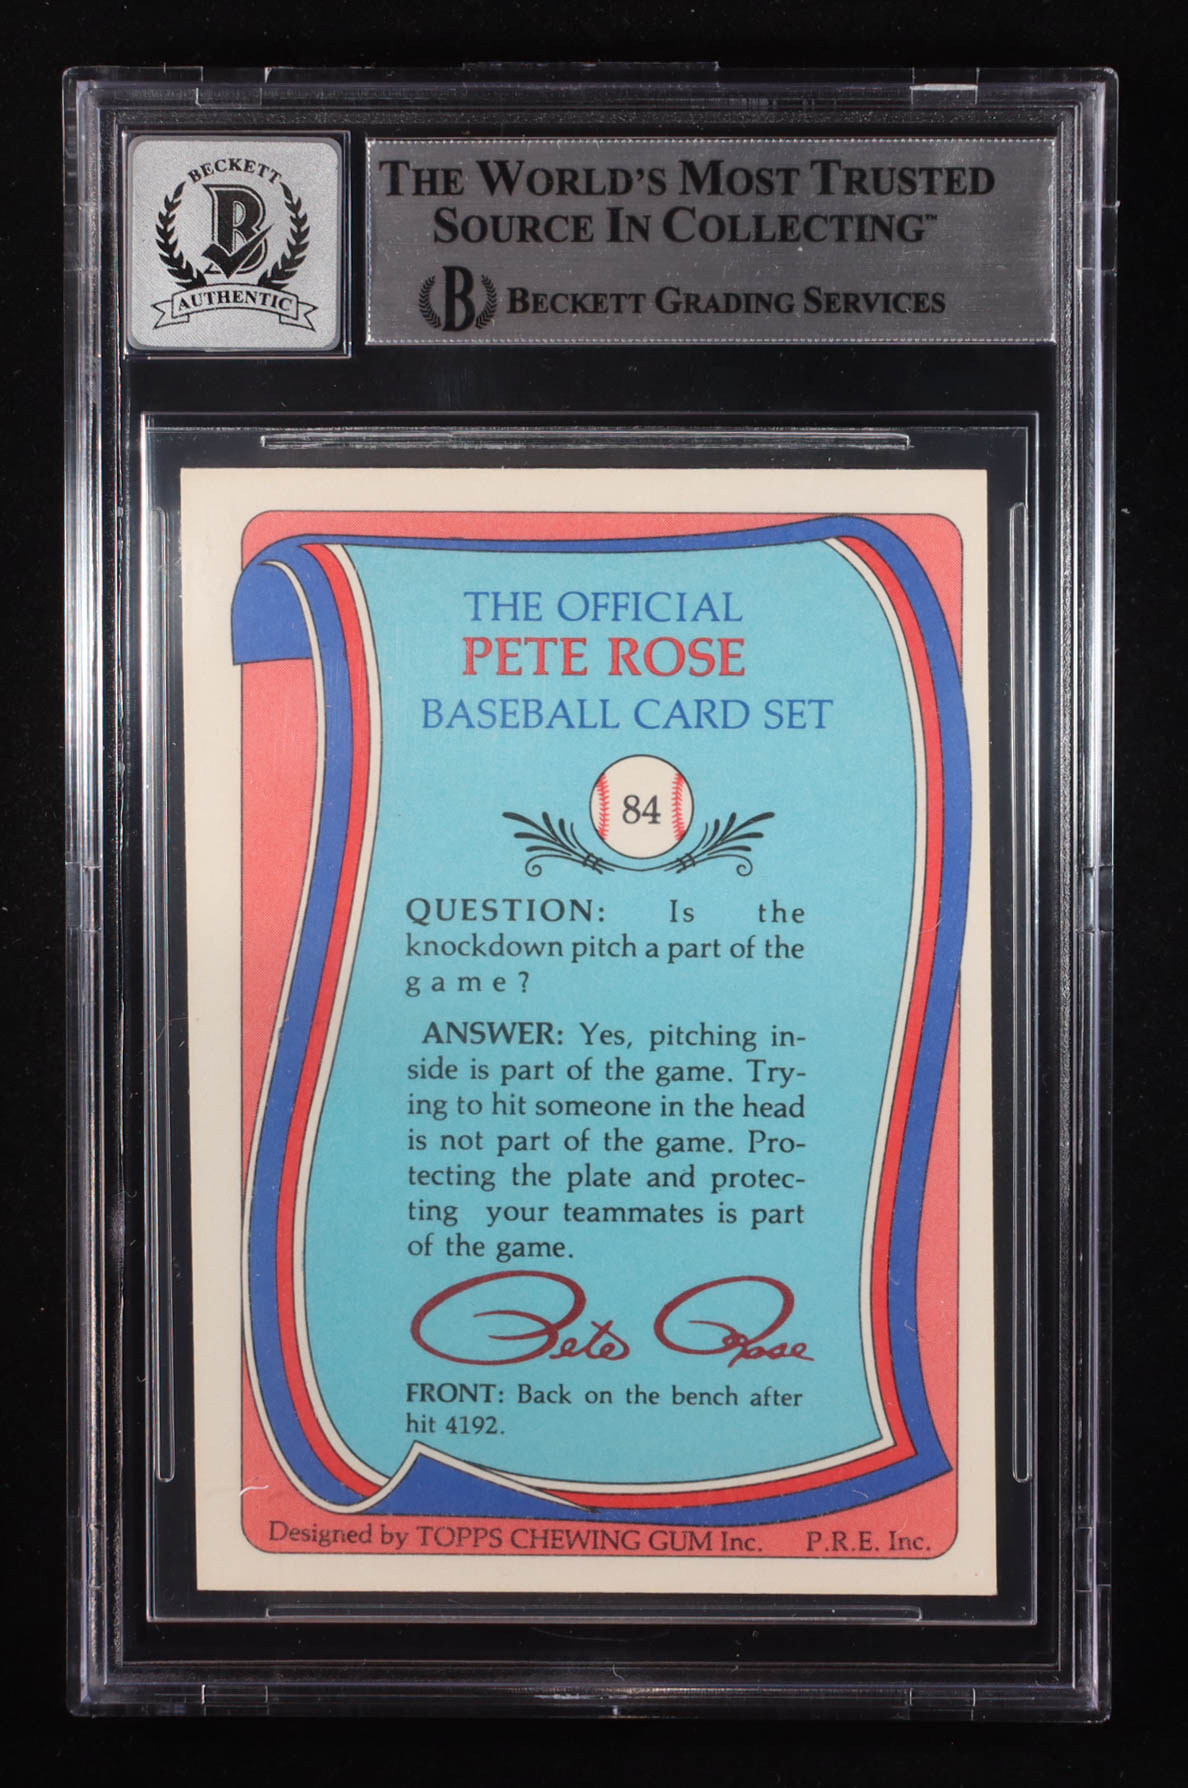 BECKETT
B
AUTHENTIC
THE WORLD'S MOST TRUSTED
SOURCE IN COLLECTING™
B BECKETT GRADING SERVICES
THE OFFICIAL
PETE ROSE
BASEBALL CARD SET
84
QUESTION: Is the
knockdown pitch a part of the
game?
ANSWER: Yes, pitching in-
side is part of the game. Try-
ing to hit someone in the head
is not part of the game. Pro-
tecting the plate and protec-
ting your teammates is part
of the game.
Pete Rose
FRONT: Back on the bench after
hit 4192.
Designed by TOPPS CHEWING GUM Inc. P.R.E. Inc.